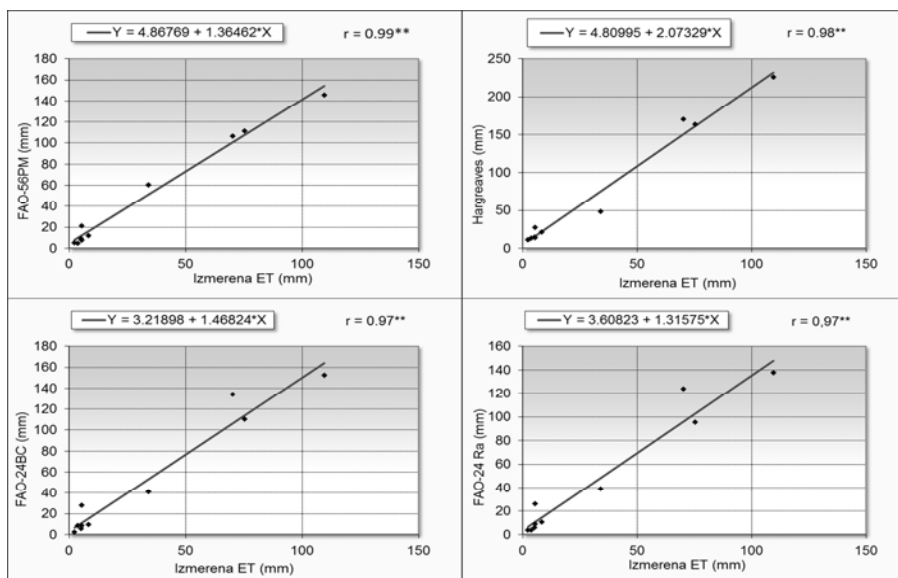 Y = 4.86769 + 1.36462*X
r = 0.99**
FAO-56PM (mm)
180
160
140
120
100
80
60
40
20
0
0 50 100 150
Izmerena ET (mm)
Y = 4.80995 + 2.07329*X
r = 0.98**
Hargreaves (mm)
250
200
150
100
50
0
0 50 100 150
Izmerena ET (mm)
Y = 3.21898 + 1.46824*X
r = 0.97**
FAO-24BC (mm)
180
160
140
120
100
80
60
40
20
0
0 50 100 150
Izmerena ET (mm)
Y = 3.60823 + 1.31575*X
r = 0,97**
FAO-24 Ra (mm)
160
140
120
100
80
60
40
20
0
0 50 100 150
Izmerena ET (mm)